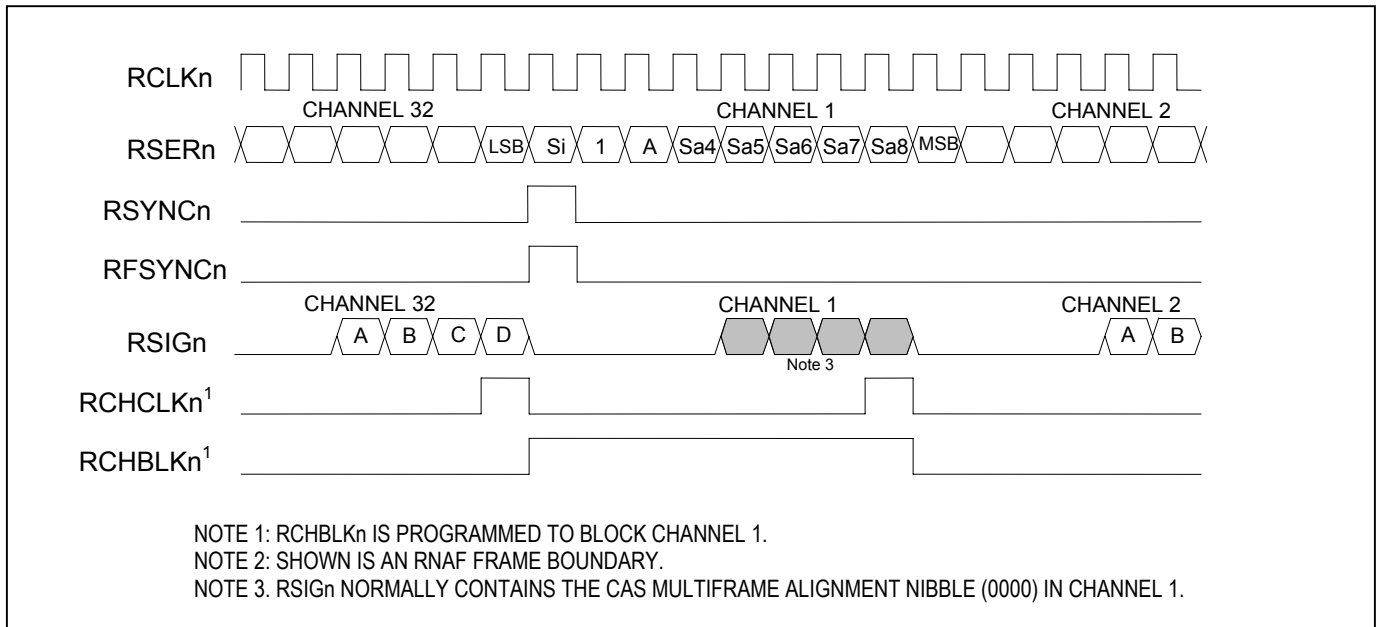 RCLKn
CHANNEL 32 CHANNEL 1 CHANNEL 2
RSERn LSB Si 1 A Sa4 Sa5 Sa6 Sa7 Sa8 MSB
RSYNCn
RFSYNCn
CHANNEL 32 CHANNEL 1 CHANNEL 2
RSIGn A B C D A B
Note 3
RCHCLKn1
RCHBLKn1
NOTE 1: RCHBLKn IS PROGRAMMED TO BLOCK CHANNEL 1.
NOTE 2: SHOWN IS AN RNAF FRAME BOUNDARY.
NOTE 3. RSIGn NORMALLY CONTAINS THE CAS MULTIFRAME ALIGNMENT NIBBLE (0000) IN CHANNEL 1.